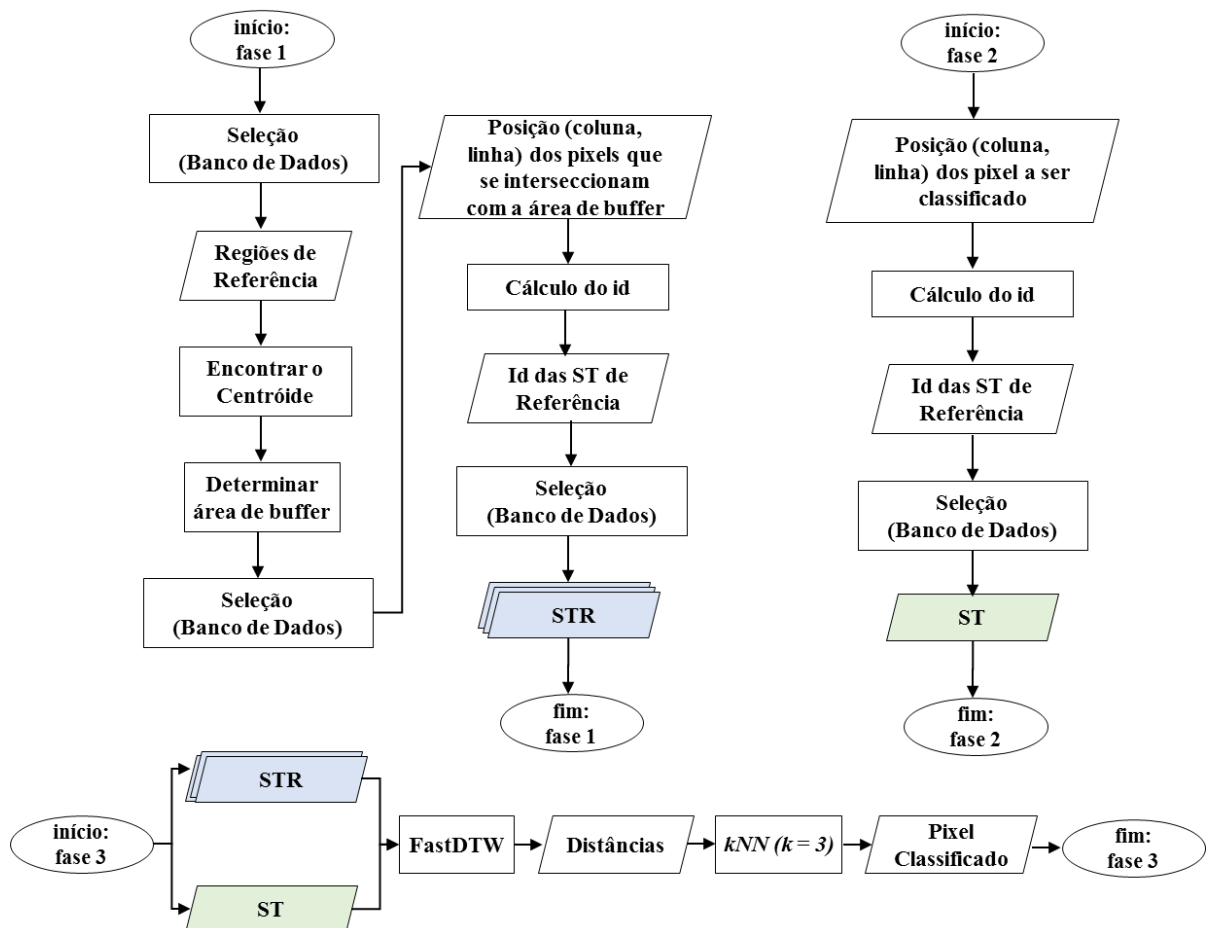 início:
fase 1
Seleção
(Banco de Dados)
Regiões de
Referência
Encontrar o
Centróide
Determinar
área de buffer
Seleção
(Banco de Dados)
Posição (coluna,
linha) dos pixels que
se interseccionam
com a área de buffer
Cálculo do id
Id das ST de
Referência
Seleção
(Banco de Dados)
STR
fim:
fase 1
início:
fase 2
Posição (coluna,
linha) dos pixel a ser
classificado
Cálculo do id
Id das ST de
Referência
Seleção
(Banco de Dados)
ST
fim:
fase 2
início:
fase 3
STR
ST
FastDTW
Distâncias
kNN (k = 3)
Pixel
Classificado
fim:
fase 3